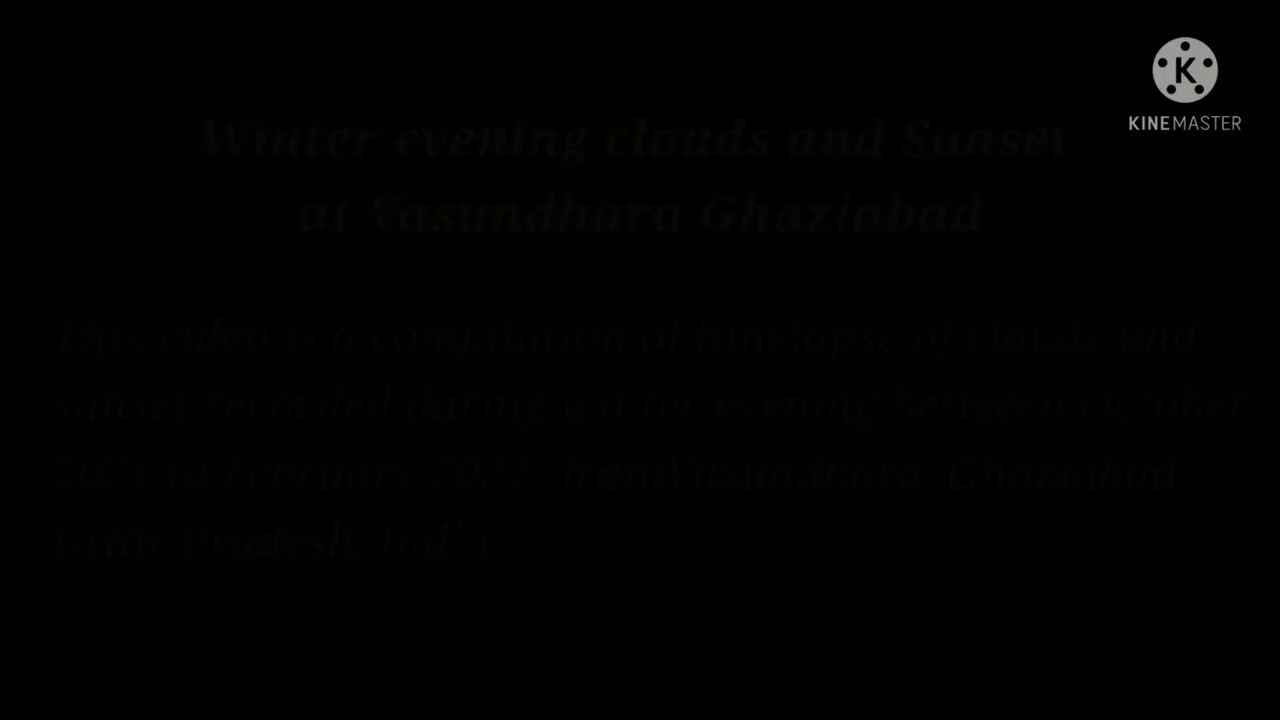 KINEMASTER
Winter evening clouds and Sunset
at Vasundhara Ghaziabad
This video is a compilation of timelapse of clouds and
sunset recorded during winter evening between October
2021 to February 2022) from Vasundhara, Ghaziabad,
Uttar Pradesh, India